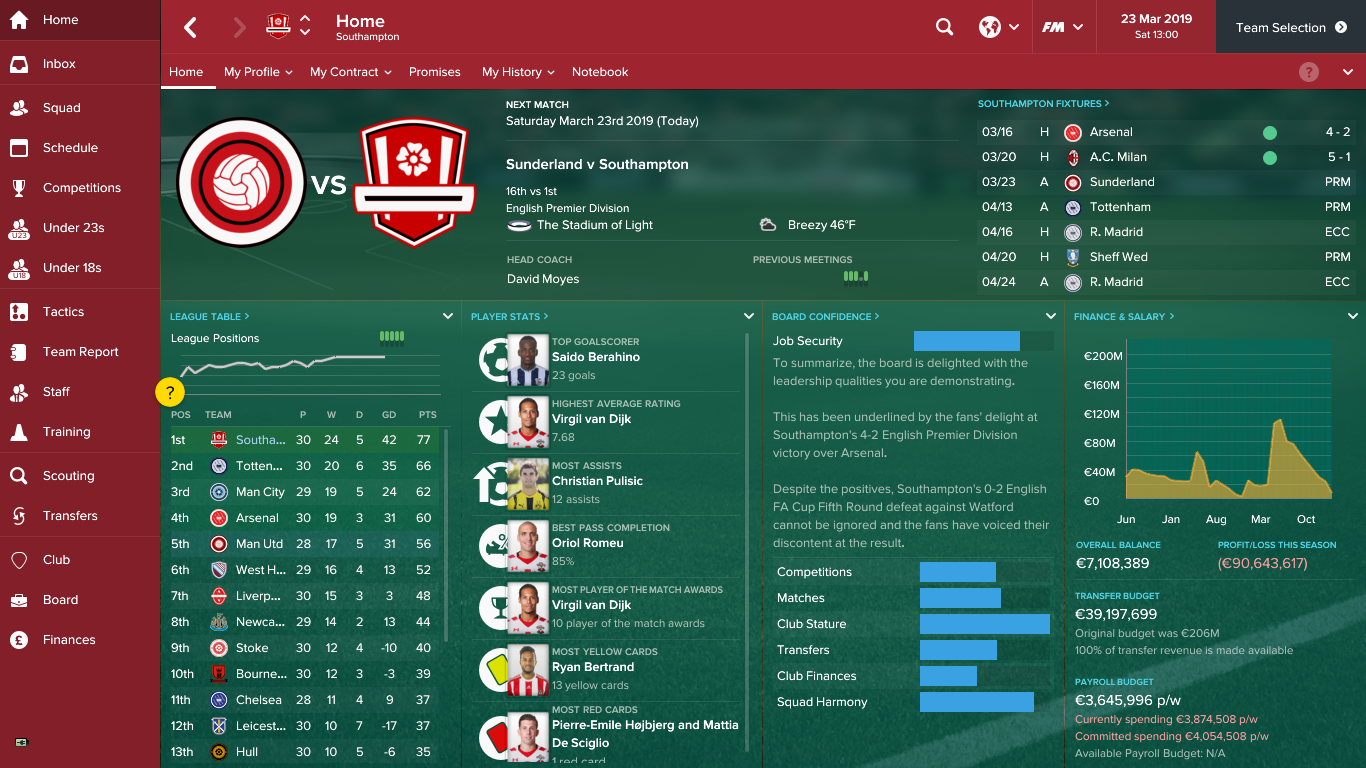 Home
Inbox
Squad
Schedule
Competitions
U23
Under 23s
U18
Under 18s
Tactics
Team Report
Staff
Training
Scouting
Transfers
Club
Board
Finances
Home
Southampton
FM
23 Mar 2019
Sat 13:00
Team Selection
Home
My Profile
My Contract
Promises
My History
Notebook
?
VS
NEXT MATCH
Saturday March 23rd 2019 (Today)
Sunderland v Southampton
16th vs 1st
English Premier Division
The Stadium of Light
Breezy 46°F
HEAD COACH
David Moyes
PREVIOUS MEETINGS
SOUTHAMPTON FIXTURES >
03/16 H Arsenal 4 - 2
03/20 H A.C. Milan 5 - 1
03/23 A Sunderland PRM
04/13 A Tottenham PRM
04/16 H R. Madrid ECC
04/20 H Sheff Wed PRM
04/24 A R. Madrid ECC
LEAGUE TABLE >
League Positions
?
POS TEAM P W D GD PTS
1st Southa... 30 24 5 42 77
2nd Totten... 30 20 6 35 66
3rd Man City 29 19 5 24 62
4th Arsenal 30 19 3 31 60
5th Man Utd 28 17 5 31 56
6th West H... 29 16 4 13 52
7th Liverp... 30 15 3 3 48
8th Newca... 29 14 2 13 44
9th Stoke 30 12 4 -10 40
10th Bourne... 30 12 3 -3 39
11th Chelsea 28 11 4 9 37
12th Leicest... 30 10 7 -17 37
13th Hull 30 10 5 -6 35
PLAYER STATS >
TOP GOALSCORER
Saido Berahino
23 goals
HIGHEST AVERAGE RATING
Virgil van Dijk
7.68
MOST ASSISTS
Christian Pulisic
12 assists
BEST PASS COMPLETION
Oriol Romeu
85%
MOST PLAYER OF THE MATCH AWARDS
Virgil van Dijk
10 player of the match awards
MOST YELLOW CARDS
Ryan Bertrand
13 yellow cards
MOST RED CARDS
Pierre-Emile Højbjerg and Mattia
De Sciglio
1 red card
BOARD CONFIDENCE >
Job Security
To summarize, the board is delighted with the
leadership qualities you are demonstrating.
This has been underlined by the fans' delight at
Southampton's 4-2 English Premier Division
victory over Arsenal.
Despite the positives, Southampton's 0-2 English
FA Cup Fifth Round defeat against Watford
cannot be ignored and the fans have voiced their
discontent at the result.
Competitions
Matches
Club Stature
Transfers
Club Finances
Squad Harmony
FINANCE & SALARY >
€200M
€160M
€120M
€80M
€40M
€0
Jun Jan Aug Mar Oct
OVERALL BALANCE
€7,108,389
PROFIT/LOSS THIS SEASON
(€90,643,617)
TRANSFER BUDGET
€39,197,699
Original budget was €206M
100% of transfer revenue is made available
PAYROLL BUDGET
€3,645,996 p/w
Currently spending €3,874,508 p/w
Committed spending €4,054,508 p/w
Available Payroll Budget: N/A